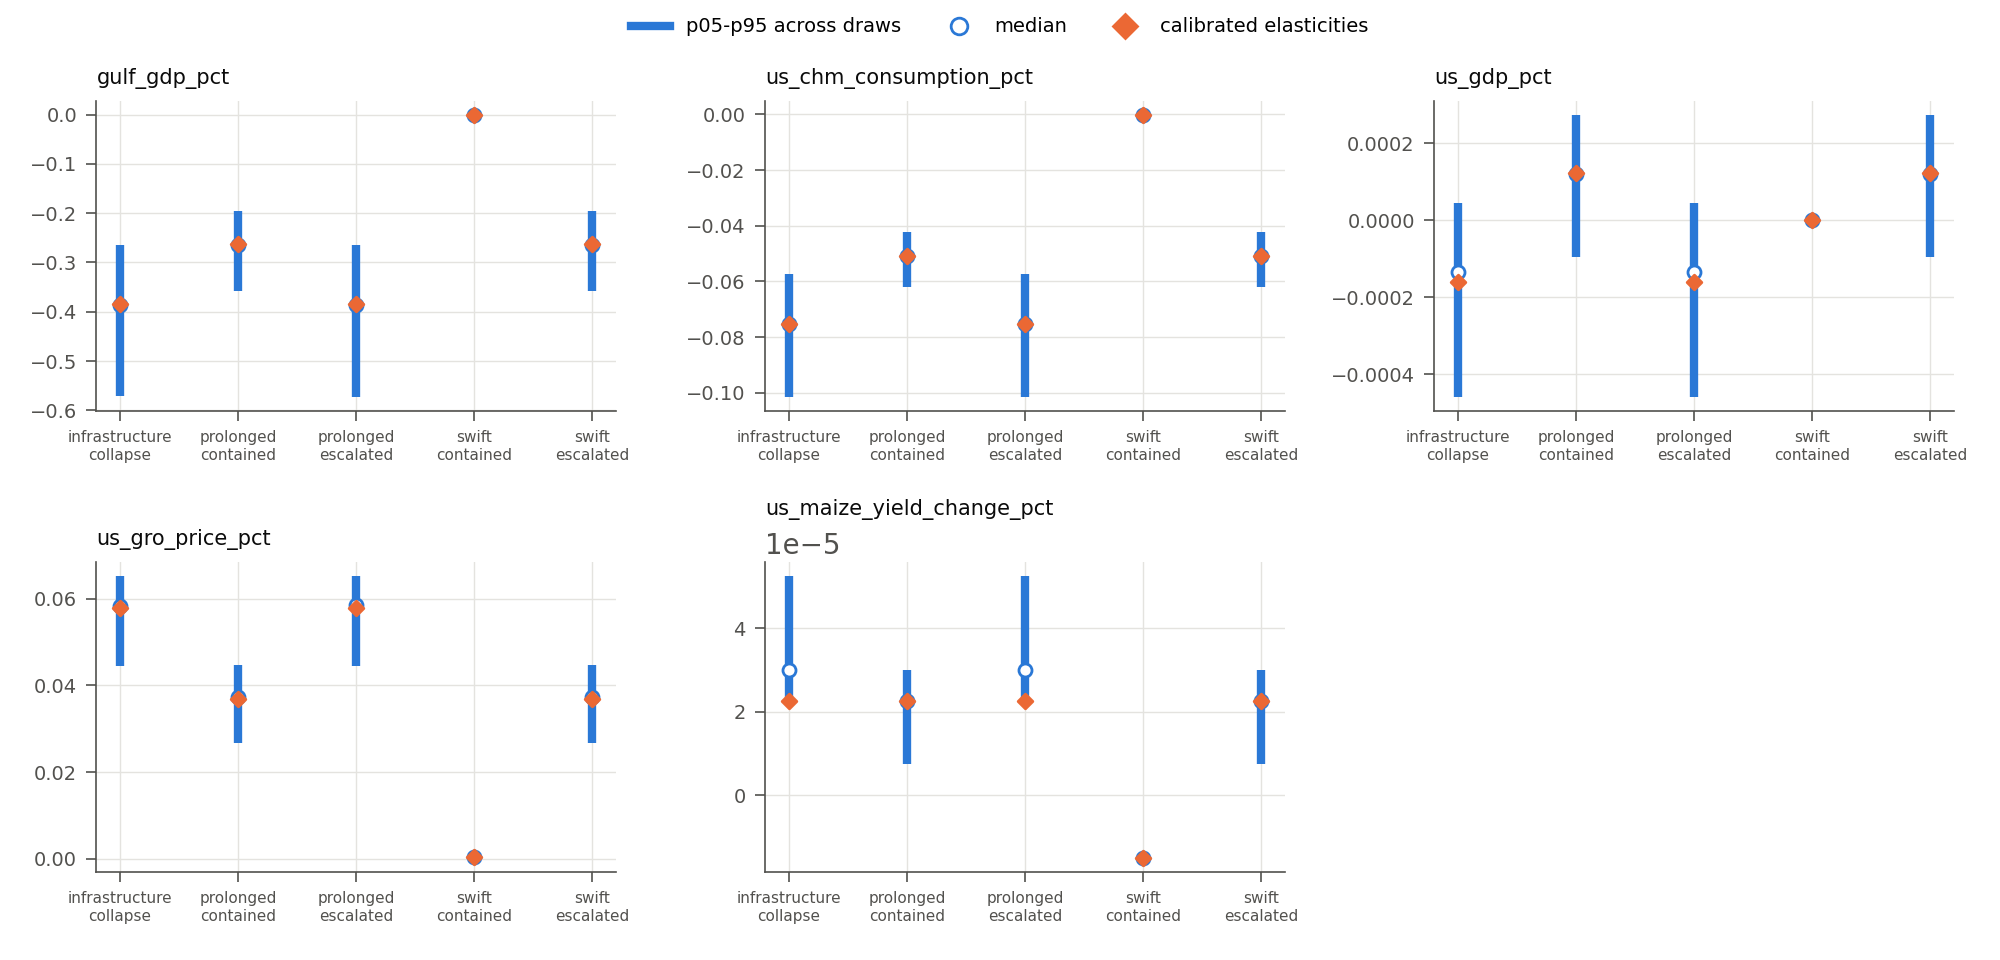 p05-p95 across draws median calibrated elasticities
gulf_gdp_pct
0.0
−0.1
−0.2
−0.3
−0.4
−0.5
−0.6
infrastructure collapse
prolonged contained
prolonged escalated
swift contained
swift escalated
us_chm_consumption_pct
0.00
−0.02
−0.04
−0.06
−0.08
−0.10
infrastructure collapse
prolonged contained
prolonged escalated
swift contained
swift escalated
us_gdp_pct
0.0002
0.0000
−0.0002
−0.0004
infrastructure collapse
prolonged contained
prolonged escalated
swift contained
swift escalated
us_gro_price_pct
0.06
0.04
0.02
0.00
infrastructure collapse
prolonged contained
prolonged escalated
swift contained
swift escalated
us_maize_yield_change_pct
1e−5
4
2
0
infrastructure collapse
prolonged contained
prolonged escalated
swift contained
swift escalated